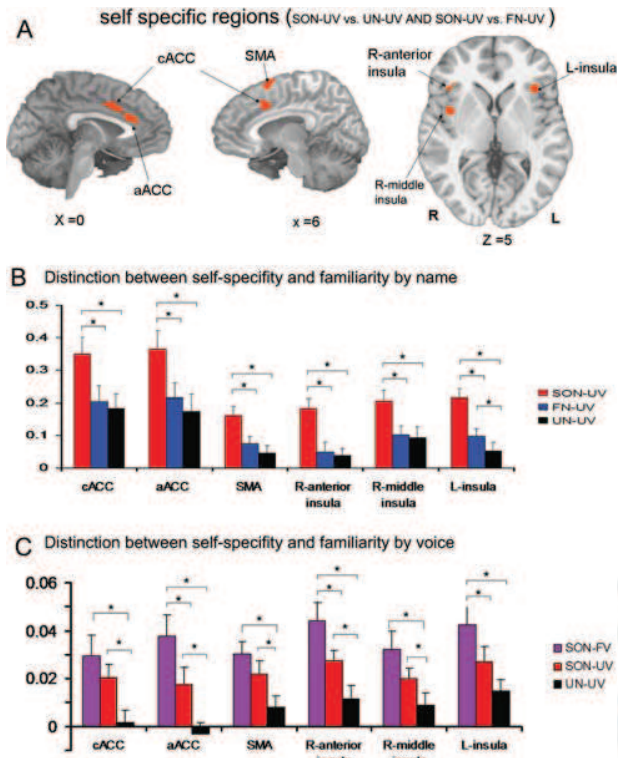 self specific regions (SON-UV vs. UN-UV AND SON-UV vs. FN-UV )
A
cACC
SMA
R-anterior
insula
L-insula
aACC
R-middle
insula
R
L
X =0
x =6
Z =5
B Distinction between self-specifity and familiarity by name
0.5
*
*
*
*
0.4
*
*
*
*
0.3
*
*
*
*
*
0.2
0.1
0
SON-UV
FN-UV
UN-UV
cACC
aACC
SMA
R-anterior
insula
R-middle
insula
L-insula
C Distinction between self-specifity and familiarity by voice
0.06
*
*
*
*
*
*
*
*
*
*
*
*
*
*
0.04
0.02
0
SON-FV
SON-UV
UN-UV
cACC
aACC
SMA
R-anterior
R-middle
L-insula